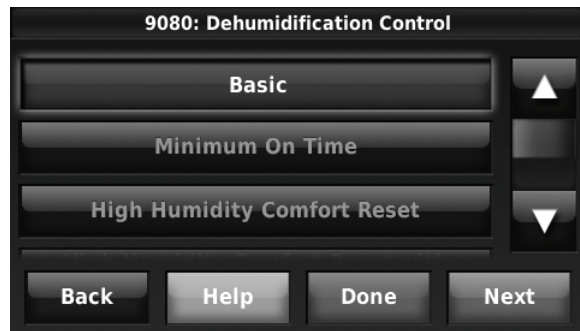 9080: Dehumidification Control
Basic
Minimum On Time
High Humidity Comfort Reset
Back Help Done Next